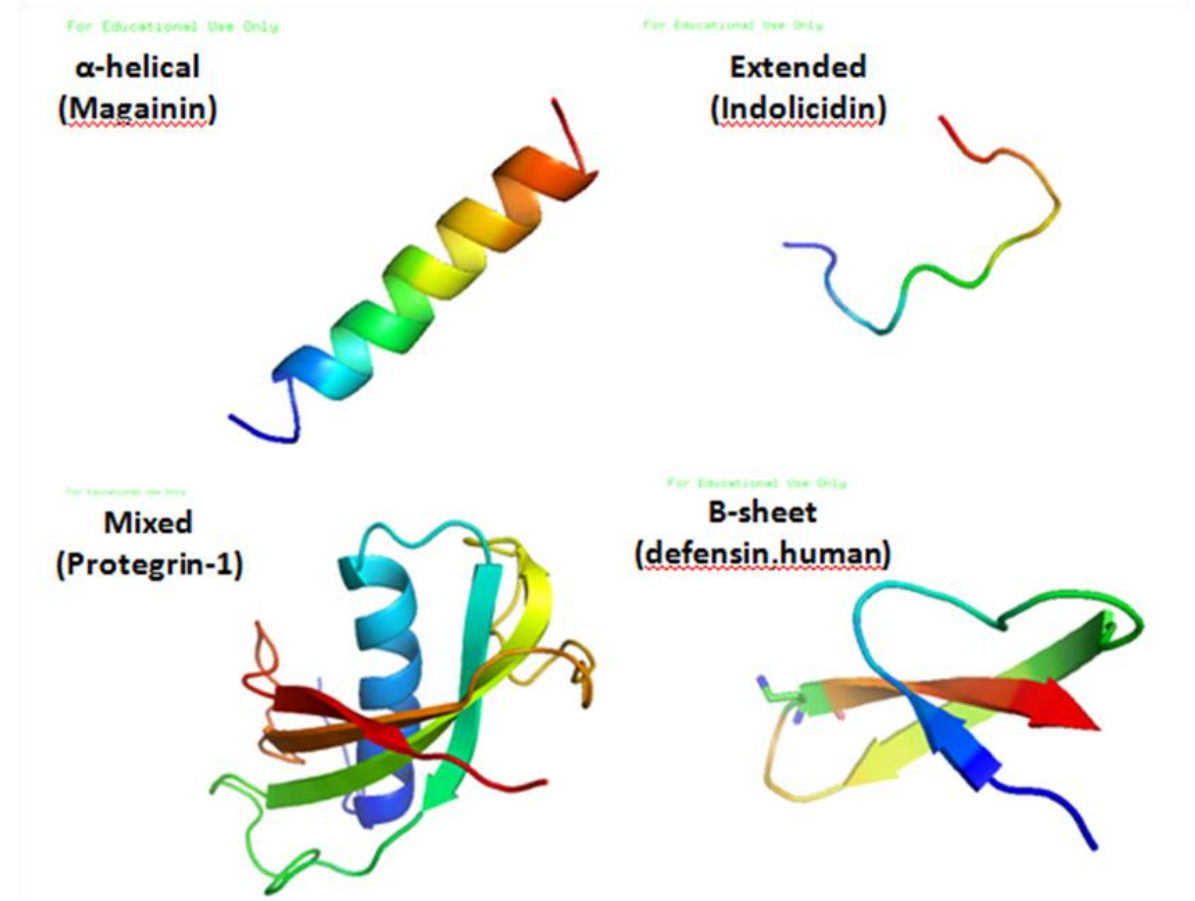 For Educational Use Only
α-helical
(Magainin)
For Educational Use Only
Extended
(Indolicidin)
For Educational Use Only
Mixed
(Protegrin-1)
For Educational Use Only
B-sheet
(defensin.human)